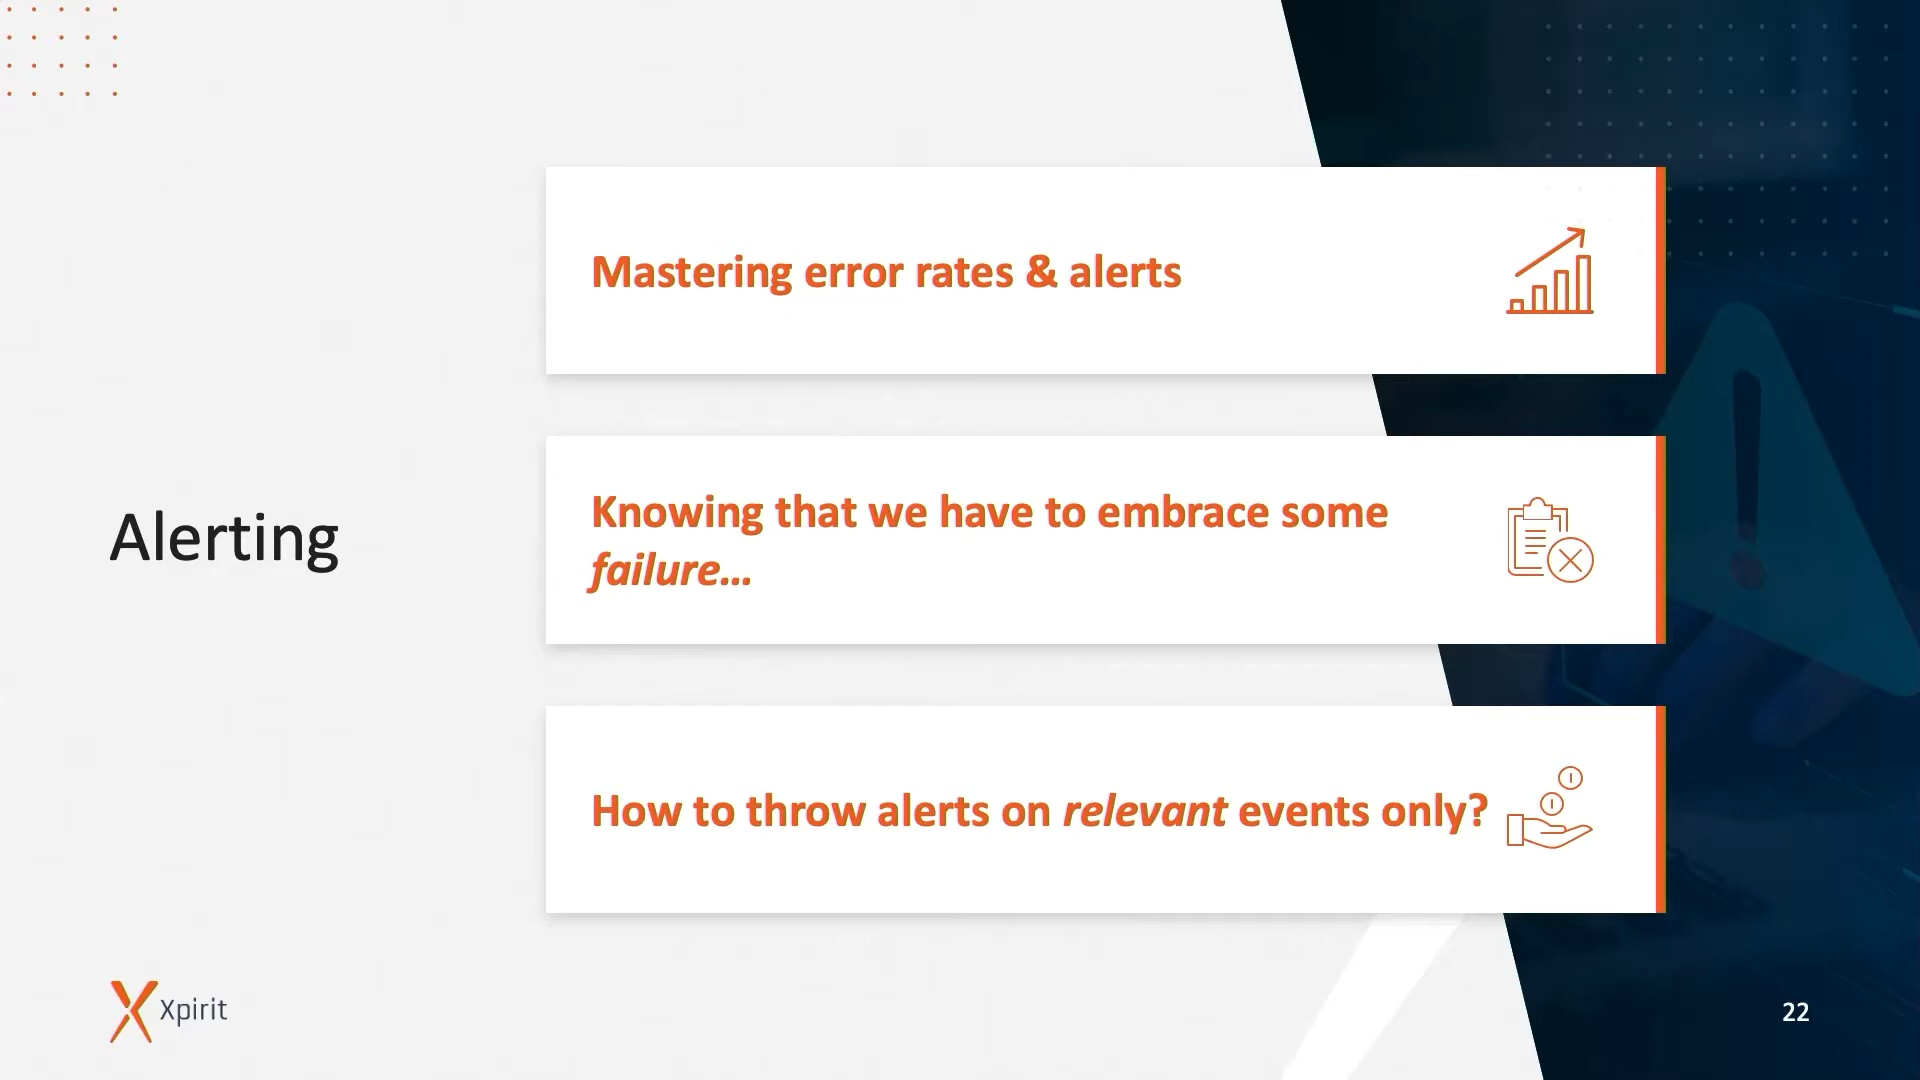 Alerting
Mastering error rates & alerts
Knowing that we have to embrace some
failure...
How to throw alerts on relevant events only?
Xpirit
22